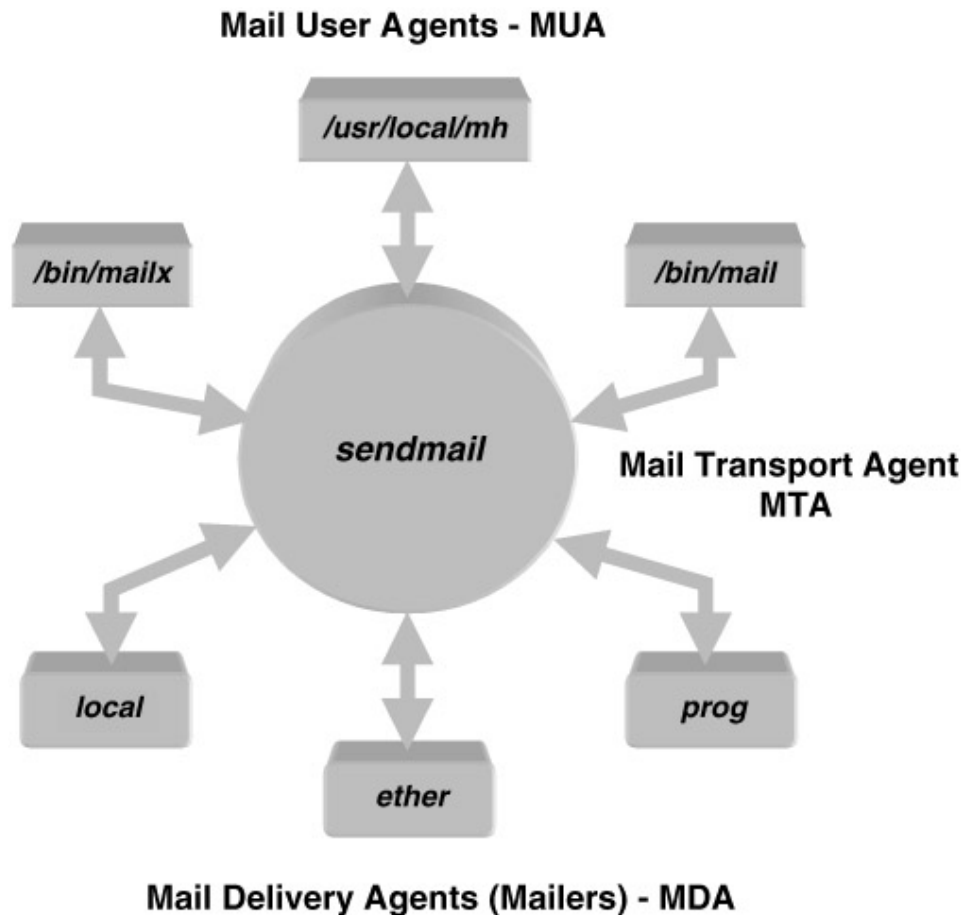 Mail User Agents - MUA
/usr/local/mh
/bin/mailx
/bin/mail
sendmail
Mail Transport Agent
MTA
local
prog
ether
Mail Delivery Agents (Mailers) - MDA